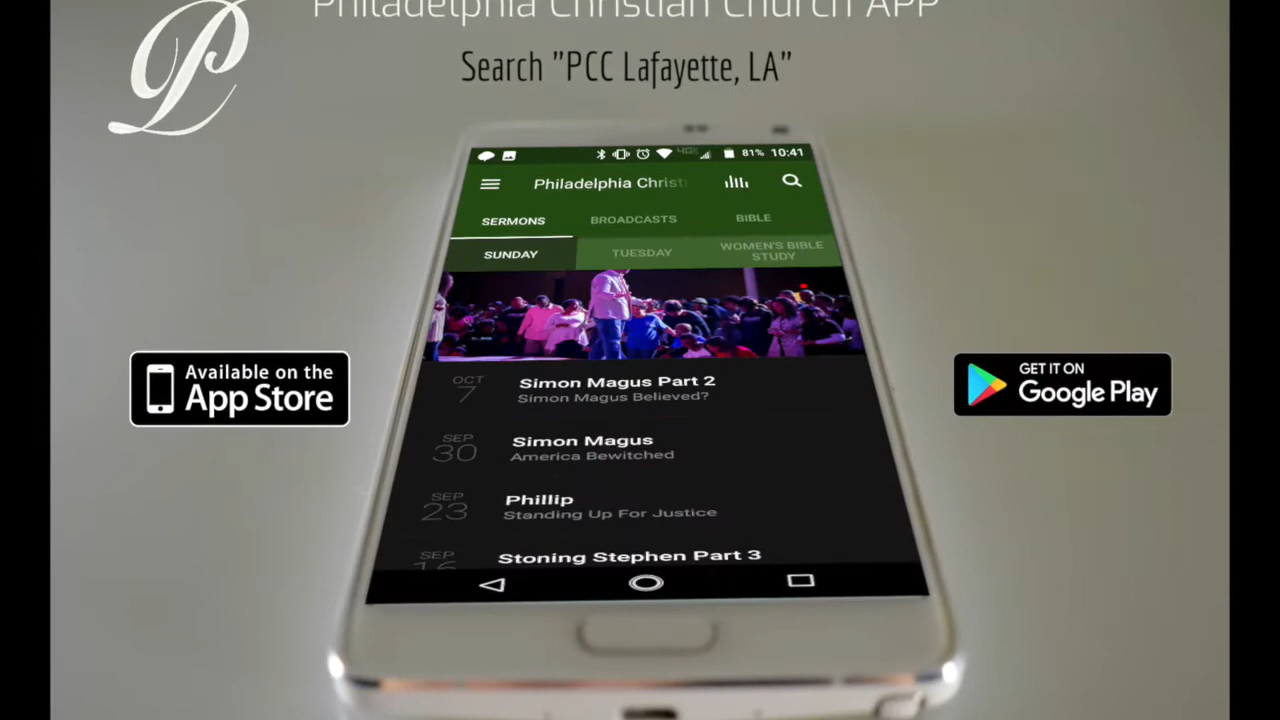 Philadelphia Christian Church APP
Search "PCC Lafayette, LA"
81% 10:41
Philadelphia Christi
SERMONS BROADCASTS BIBLE
SUNDAY TUESDAY WOMEN'S BIBLE
STUDY
OCT
7
Simon Magus Part 2
Simon Magus Believed?
SEP
30
Simon Magus
America Bewitched
SEP
23
Phillip
Standing Up For Justice
SEP
16
Stoning Stephen Part 3
Available on the
App Store
GET IT ON
Google Play